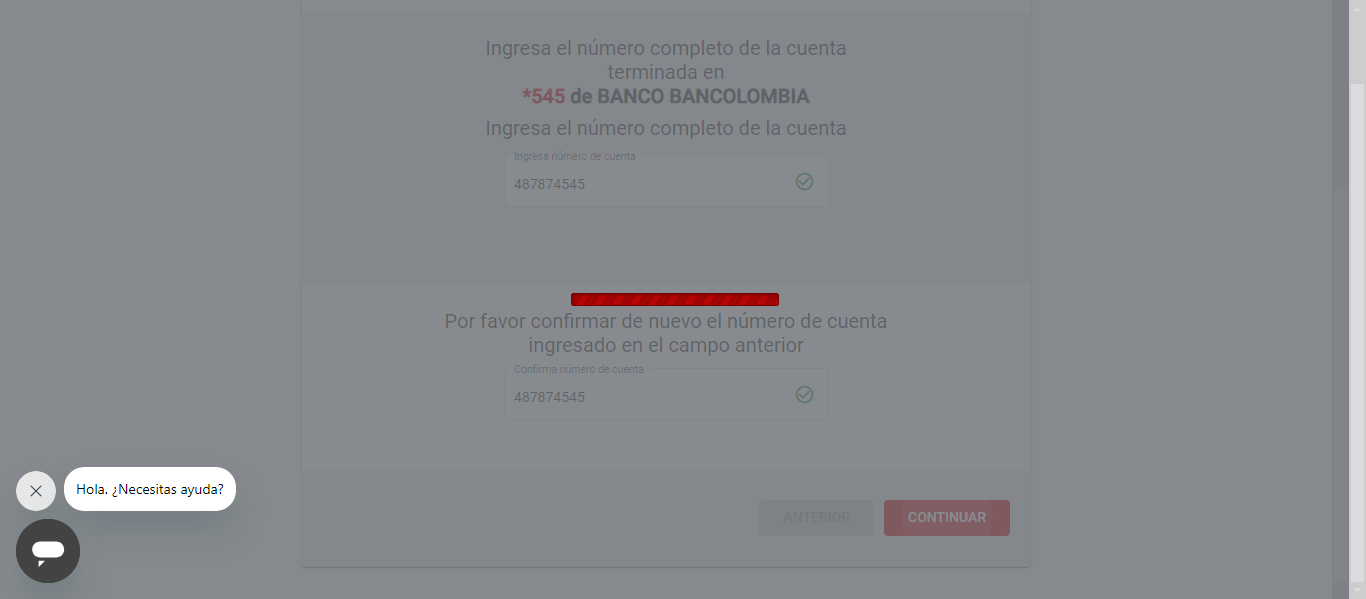 Ingresa el número completo de la cuenta
terminada en
*545 de BANCO BANCOLOMBIA
Ingresa el número completo de la cuenta
Ingresa número de cuenta
487874545
Por favor confirmar de nuevo el número de cuenta
ingresado en el campo anterior
Confirma número de cuenta
487874545
Hola. ¿Necesitas ayuda?
ANTERIOR
CONTINUAR